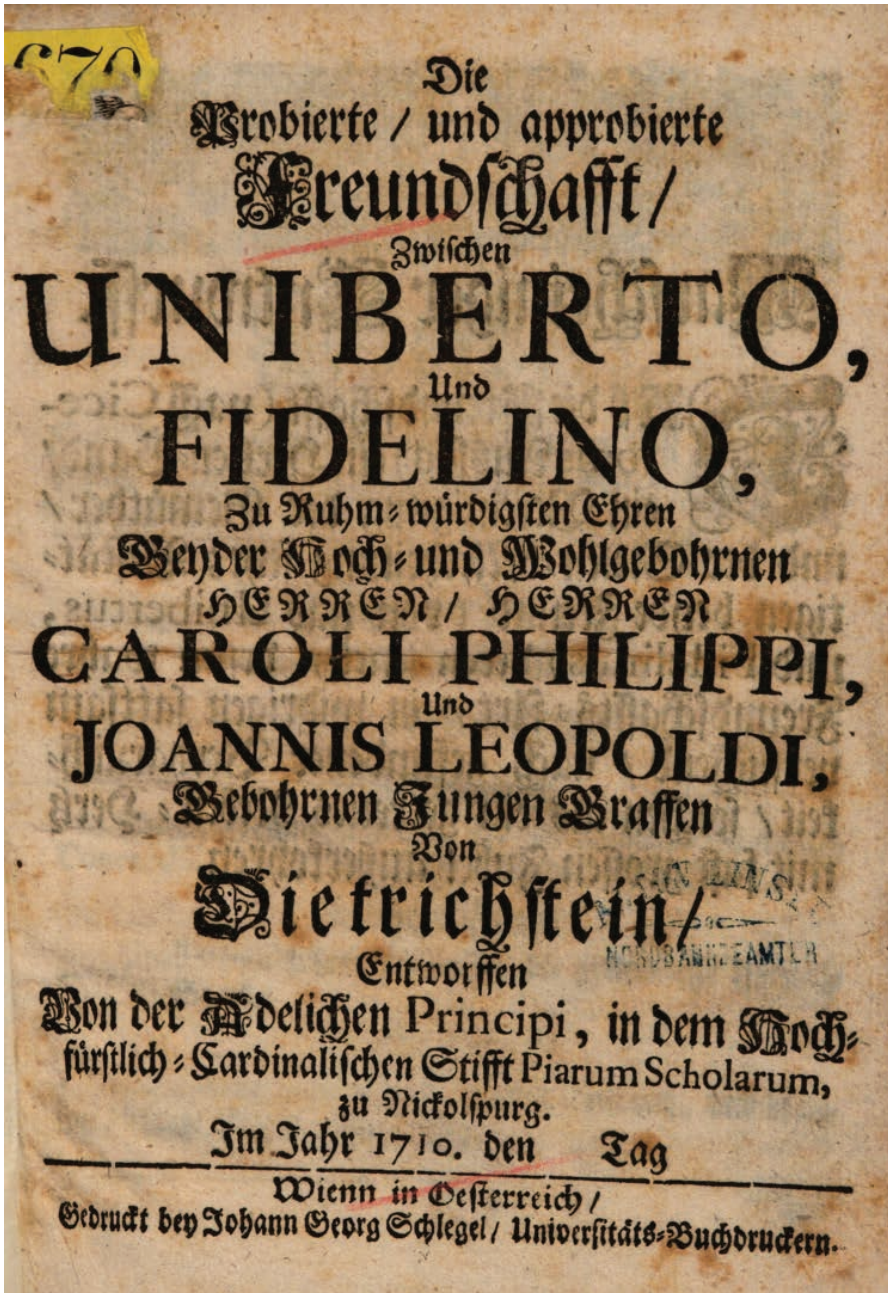 670
Die
Probierte / und approbierte
Freundschafft /
Zwischen
UNIBERTO,
Und
FIDELINO,
Zu Ruhm-würdigsten Ehren
Beyder Hoch- und Wohlgebohrnen
HERREN / HERREN
CAROLI PHILIPPI,
Und
JOANNIS LEOPOLDI,
Gebohrnen Jungen Graffen
Von
Dietrichstein /
Entworffen
Von der Adelichen Principi, in dem Hoch-
fürstlich-Cardinalischen Stifft Piarum Scholarum,
zu Nickolspurg.
Im Jahr 1710. den Tag
Wienn in Oesterreich /
Gedruckt bey Johann Georg Schlegel / Universitäts-Buchdruckern.